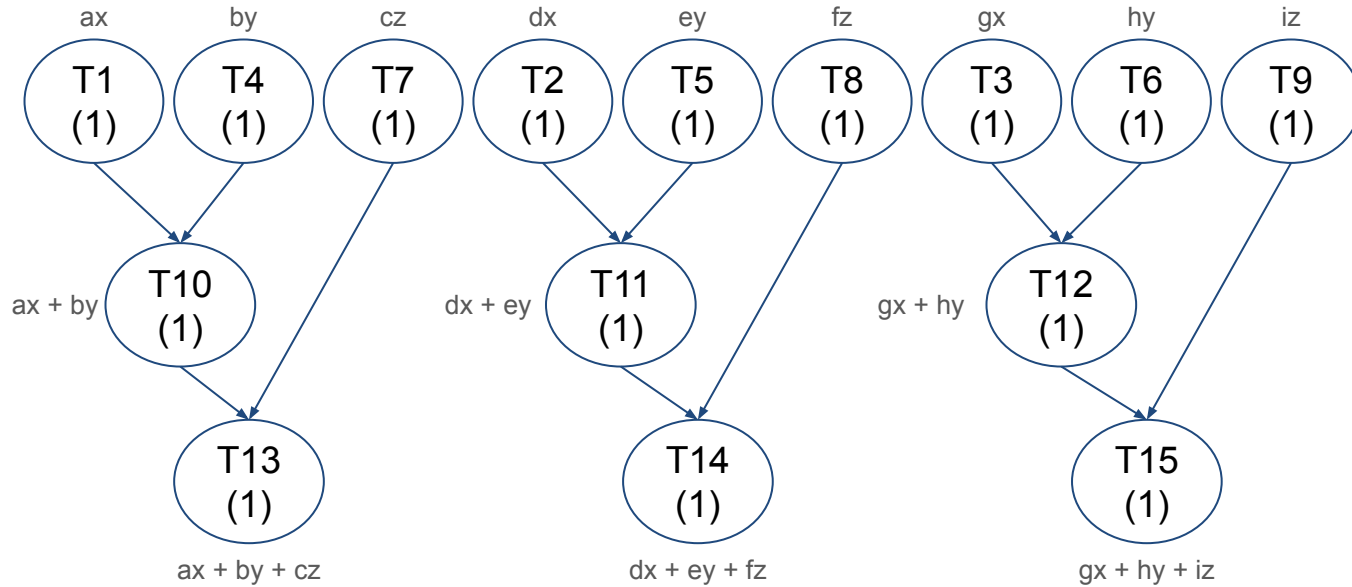 ax by cz dx ey fz gx hy iz
T1 T4 T7 T2 T5 T8 T3 T6 T9
(1) (1) (1) (1) (1) (1) (1) (1) (1)
T10 T11 T12
ax + by dx + ey gx + hy
(1) (1) (1)
T13 T14 T15
(1) (1) (1)
ax + by + cz dx + ey + fz gx + hy + iz